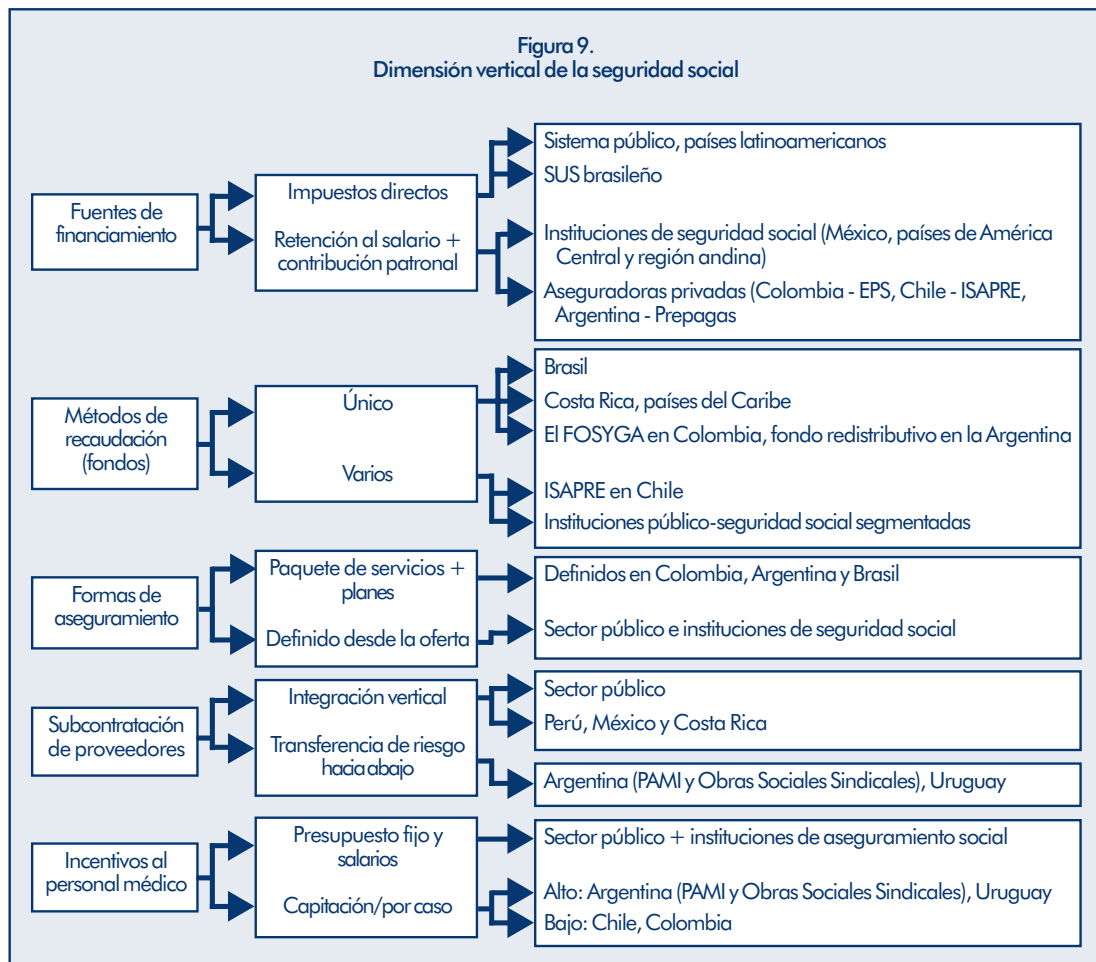 Figura 9.
Dimensión vertical de la seguridad social
Fuentes de
financiamiento
Impuestos directos
Retención al salario +
contribución patronal
Sistema público, países latinoamericanos
SUS brasileño
Instituciones de seguridad social (México, países de América
Central y región andina)
Aseguradoras privadas (Colombia - EPS, Chile - ISAPRE,
Argentina - Prepagas
Métodos de
recaudación
(fondos)
Único
Varios
Brasil
Costa Rica, países del Caribe
El FOSYGA en Colombia, fondo redistributivo en la Argentina
ISAPRE en Chile
Instituciones público-seguridad social segmentadas
Formas de
aseguramiento
Paquete de servicios +
planes
Definido desde la oferta
Definidos en Colombia, Argentina y Brasil
Sector público e instituciones de seguridad social
Subcontratación
de proveedores
Integración vertical
Transferencia de riesgo
hacia abajo
Sector público
Perú, México y Costa Rica
Argentina (PAMI y Obras Sociales Sindicales), Uruguay
Incentivos al
personal médico
Presupuesto fijo y
salarios
Capitación/por caso
Sector público + instituciones de aseguramiento social
Alto: Argentina (PAMI y Obras Sociales Sindicales), Uruguay
Bajo: Chile, Colombia